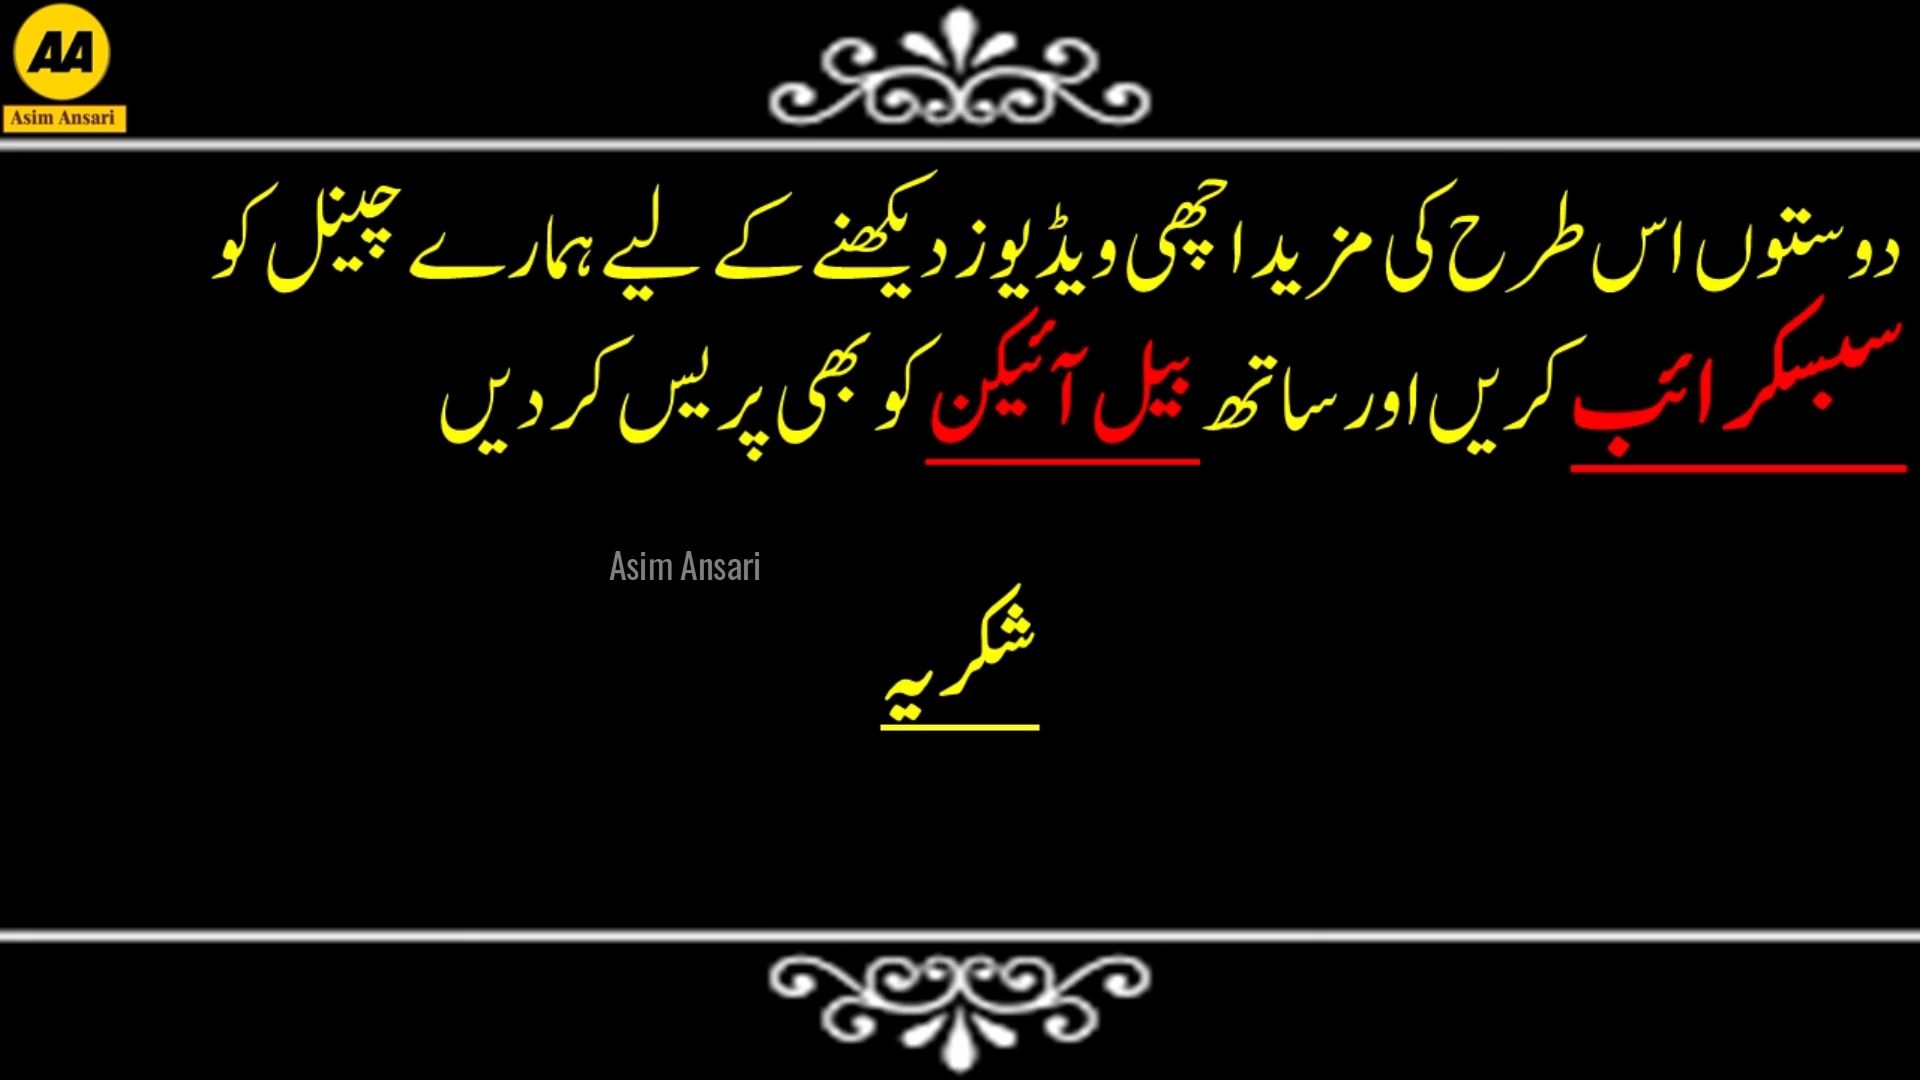 AA
Asim Ansari
دوستوں اس طرح کی مزید اچھی ویڈیوز دیکھنے کے لیے ہمارے چینل کو
سبسکرائب کریں اور ساتھ بیل آئیکن کو بھی پریس کر دیں
Asim Ansari
شکریہ